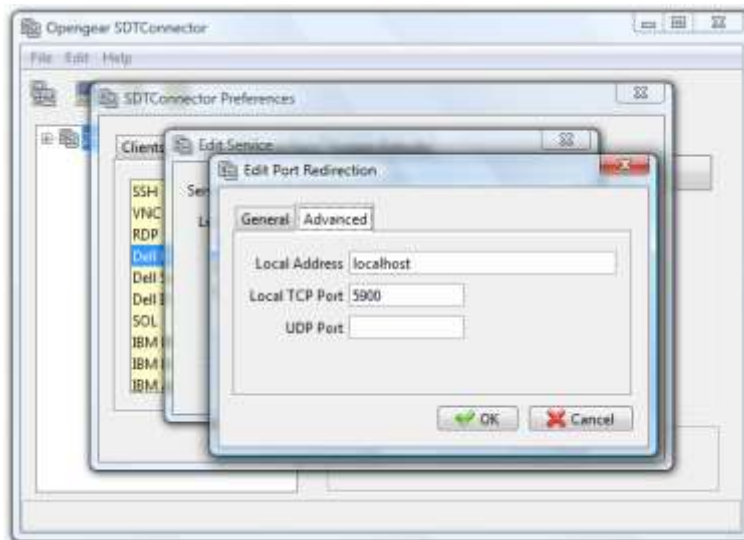 Opengear SDTConnector
File Edit Help
SDTConnector Preferences
Clients
Edit Service
Edit Port Redirection
SSH
VNC
RDP
Dell
Dell
Dell
SOL
IBM
IBM
IBM
General Advanced
Local Address localhost
Local TCP Port 5900
UDP Port
OK Cancel